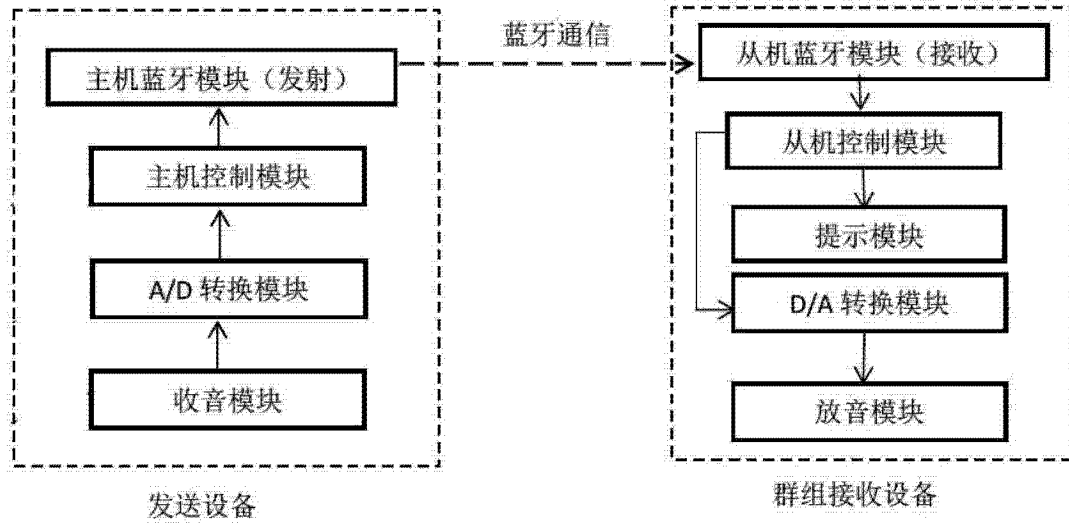 蓝牙通信
主机蓝牙模块（发射）
主机控制模块
A/D 转换模块
收音模块
发送设备
从机蓝牙模块（接收）
从机控制模块
提示模块
D/A 转换模块
放音模块
群组接收设备